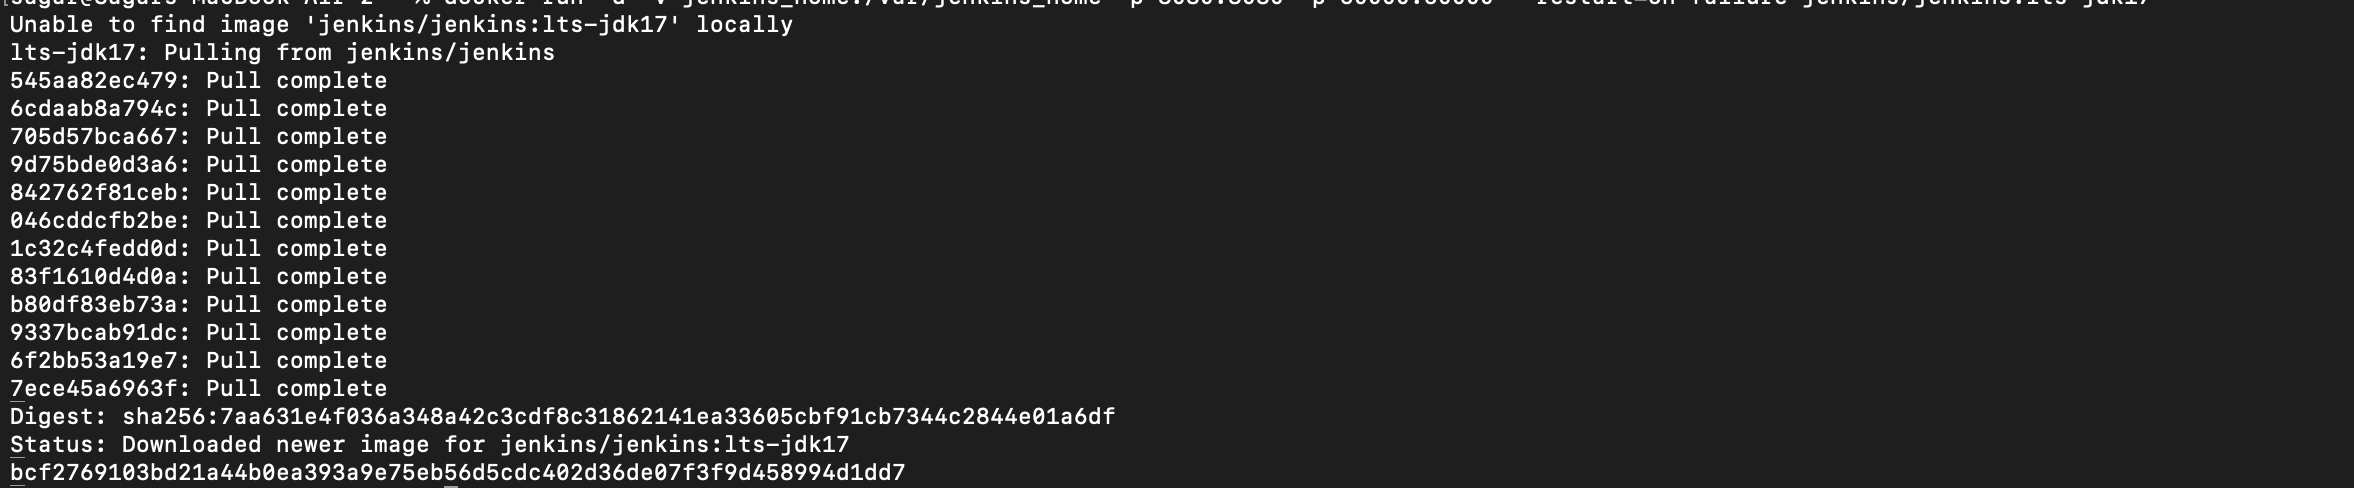 Unable to find image 'jenkins/jenkins:lts-jdk17' locally
lts-jdk17: Pulling from jenkins/jenkins
545aa82ec479: Pull complete
6cdaab8a794c: Pull complete
705d57bca667: Pull complete
9d75bde0d3a6: Pull complete
842762f81ceb: Pull complete
046cddcfb2be: Pull complete
1c32c4fedd0d: Pull complete
83f1610d4d0a: Pull complete
b80df83eb73a: Pull complete
9337bcab91dc: Pull complete
6f2bb53a19e7: Pull complete
7ece45a6963f: Pull complete
Digest: sha256:7aa631e4f036a348a42c3cdf8c31862141ea33605cbf91cb7344c2844e01a6df
Status: Downloaded newer image for jenkins/jenkins:lts-jdk17
bcf2769103bd21a44b0ea393a9e75eb56d5cdc402d36de07f3f9d458994d1dd7